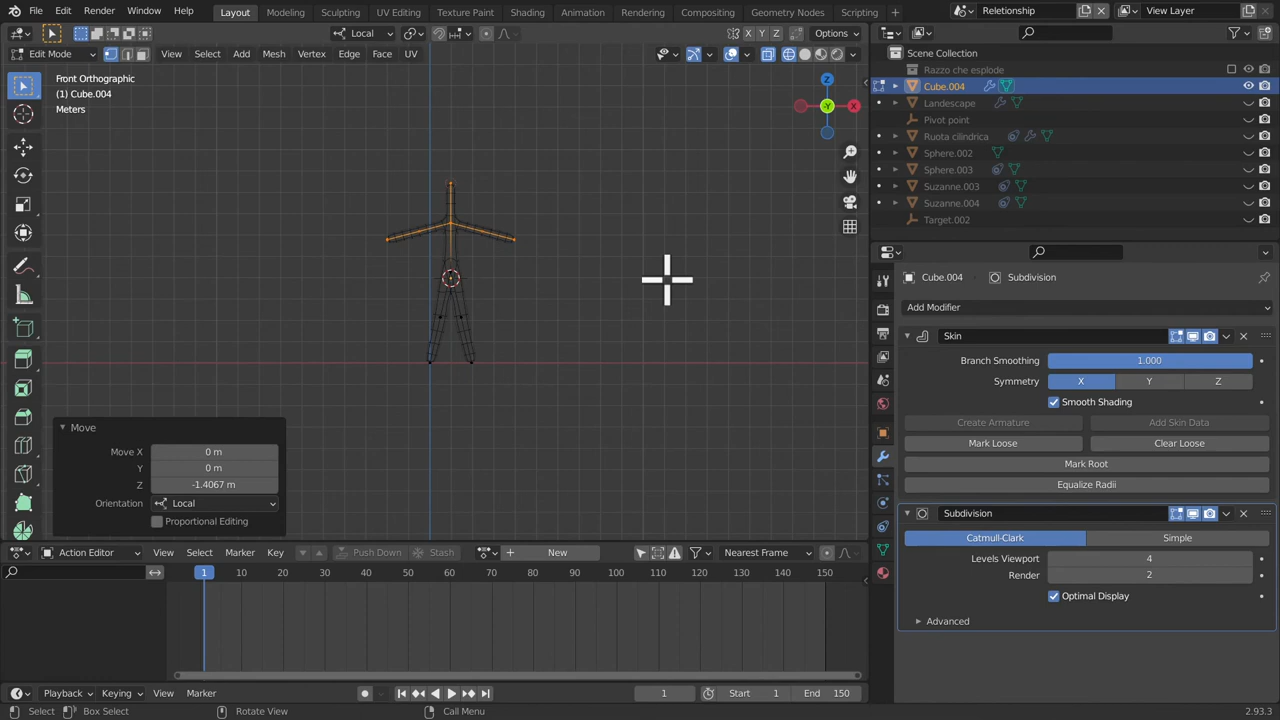 File Edit Render Window Help Layout Modeling Sculpting UV Editing Texture Paint Shading Animation Rendering Compositing Geometry Nodes Scripting + Relationship View Layer
Local X Y Z Options
Edit Mode View Select Add Mesh Vertex Edge Face UV
Front Orthographic
(1) Cube.004
Meters
Z
-Y
X
Move
Move X 0 m
Y 0 m
Z -1.4067 m
Orientation Local
Proportional Editing
Scene Collection
Razzo che esplode
Cube.004
Landscape
Pivot point
Ruota cilindrica
Sphere.002
Sphere.003
Suzanne.003
Suzanne.004
Target.002
Cube.004 Subdivision
Add Modifier
Skin
Branch Smoothing 1.000
Symmetry X Y Z
Smooth Shading
Create Armature Add Skin Data
Mark Loose Clear Loose
Mark Root
Equalize Radii
Subdivision
Catmull-Clark Simple
Levels Viewport 4
Render 2
Optimal Display
Advanced
Action Editor View Select Marker Key Push Down Stash New Nearest Frame
1 10 20 30 40 50 60 70 80 90 100 110 120 130 140 150
Playback Keying View Marker 1 Start 1 End 150
Select Box Select Rotate View Call Menu 2.93.3